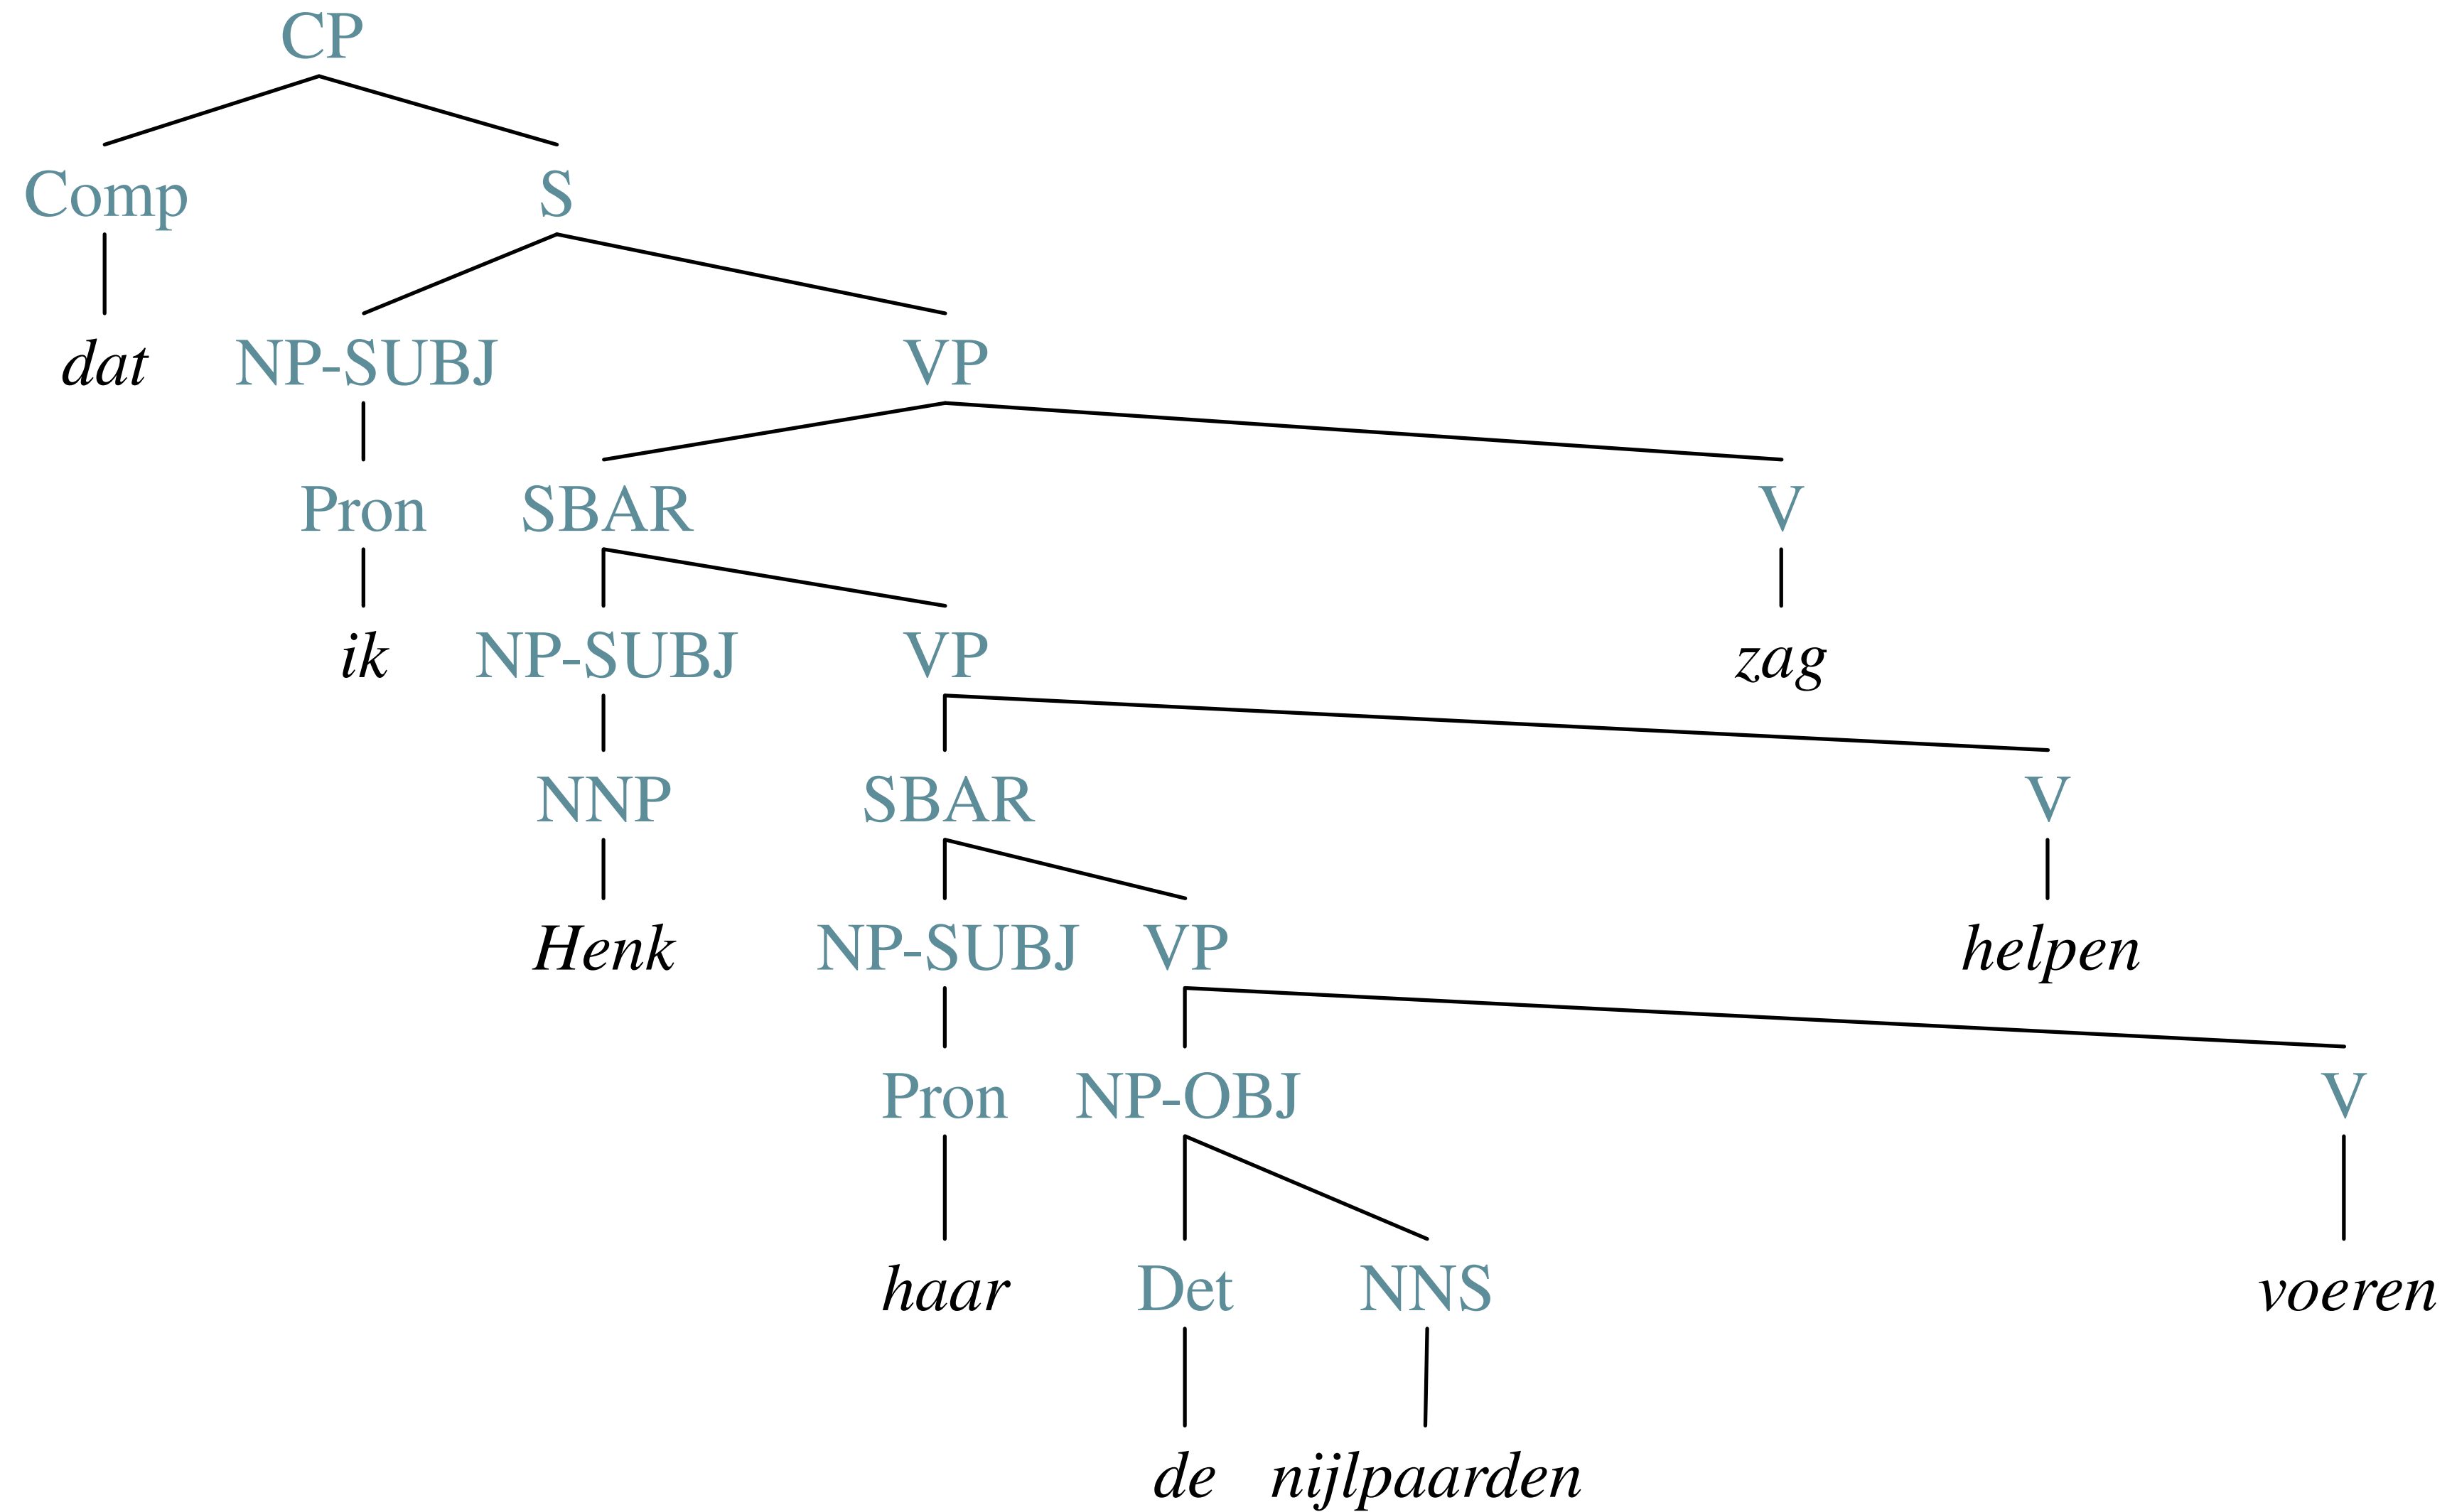 CP
Comp S
dat NP-SUBJ VP
Pron SBAR V
ik NP-SUBJ VP zag
NNP SBAR V
Henk NP-SUBJ VP helpen
Pron NP-OBJ V
haar Det NNS voeren
de nijlpaarden